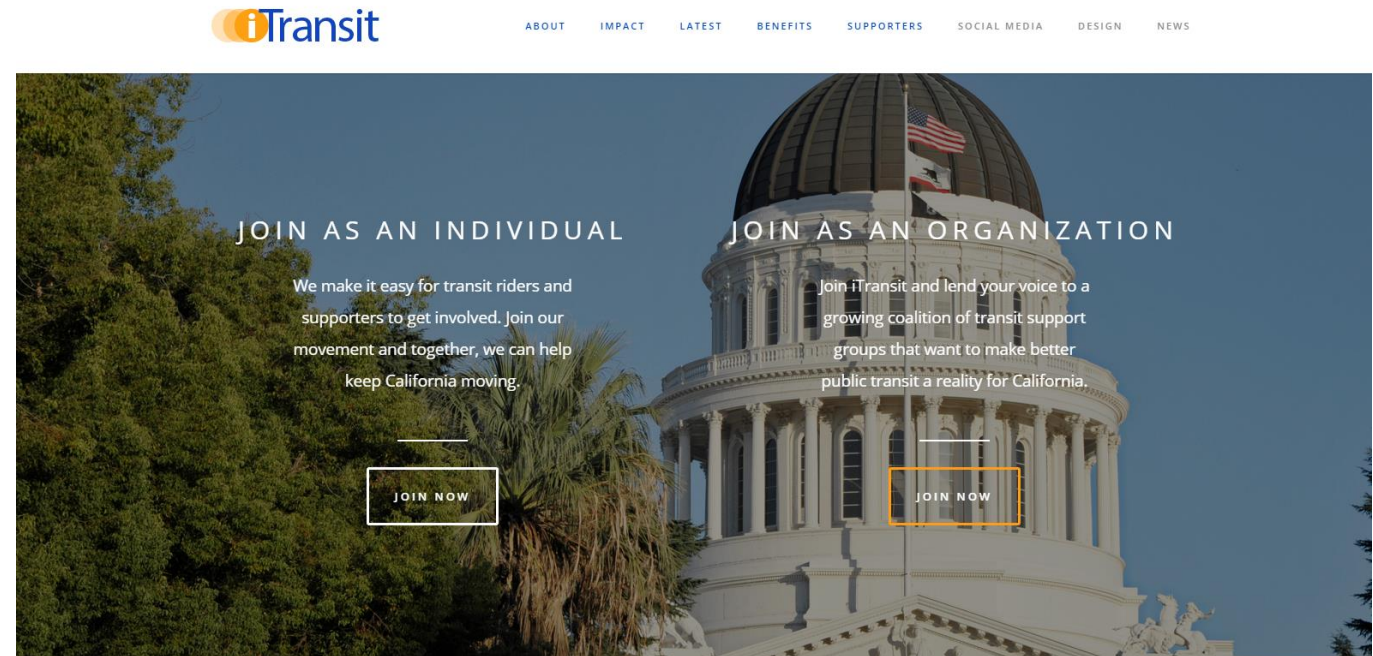 iTransit
ABOUT IMPACT LATEST BENEFITS SUPPORTERS SOCIAL MEDIA DESIGN NEWS
JOIN AS AN INDIVIDUAL
We make it easy for transit riders and
supporters to get involved. Join our
movement and together, we can help
keep California moving.
JOIN NOW
JOIN AS AN ORGANIZATION
Join iTransit and lend your voice to a
growing coalition of transit support
groups that want to make better
public transit a reality for California.
JOIN NOW